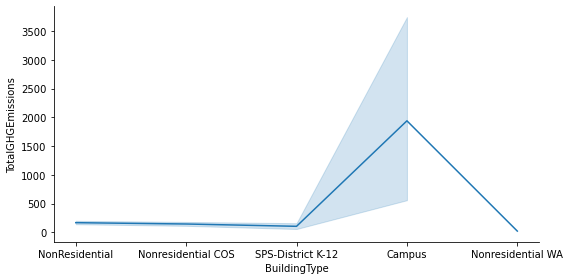 TotalGHGEmissions
3500
3000
2500
2000
1500
1000
500
0
NonResidential Nonresidential COS SPS-District K-12 Campus Nonresidential WA
BuildingType